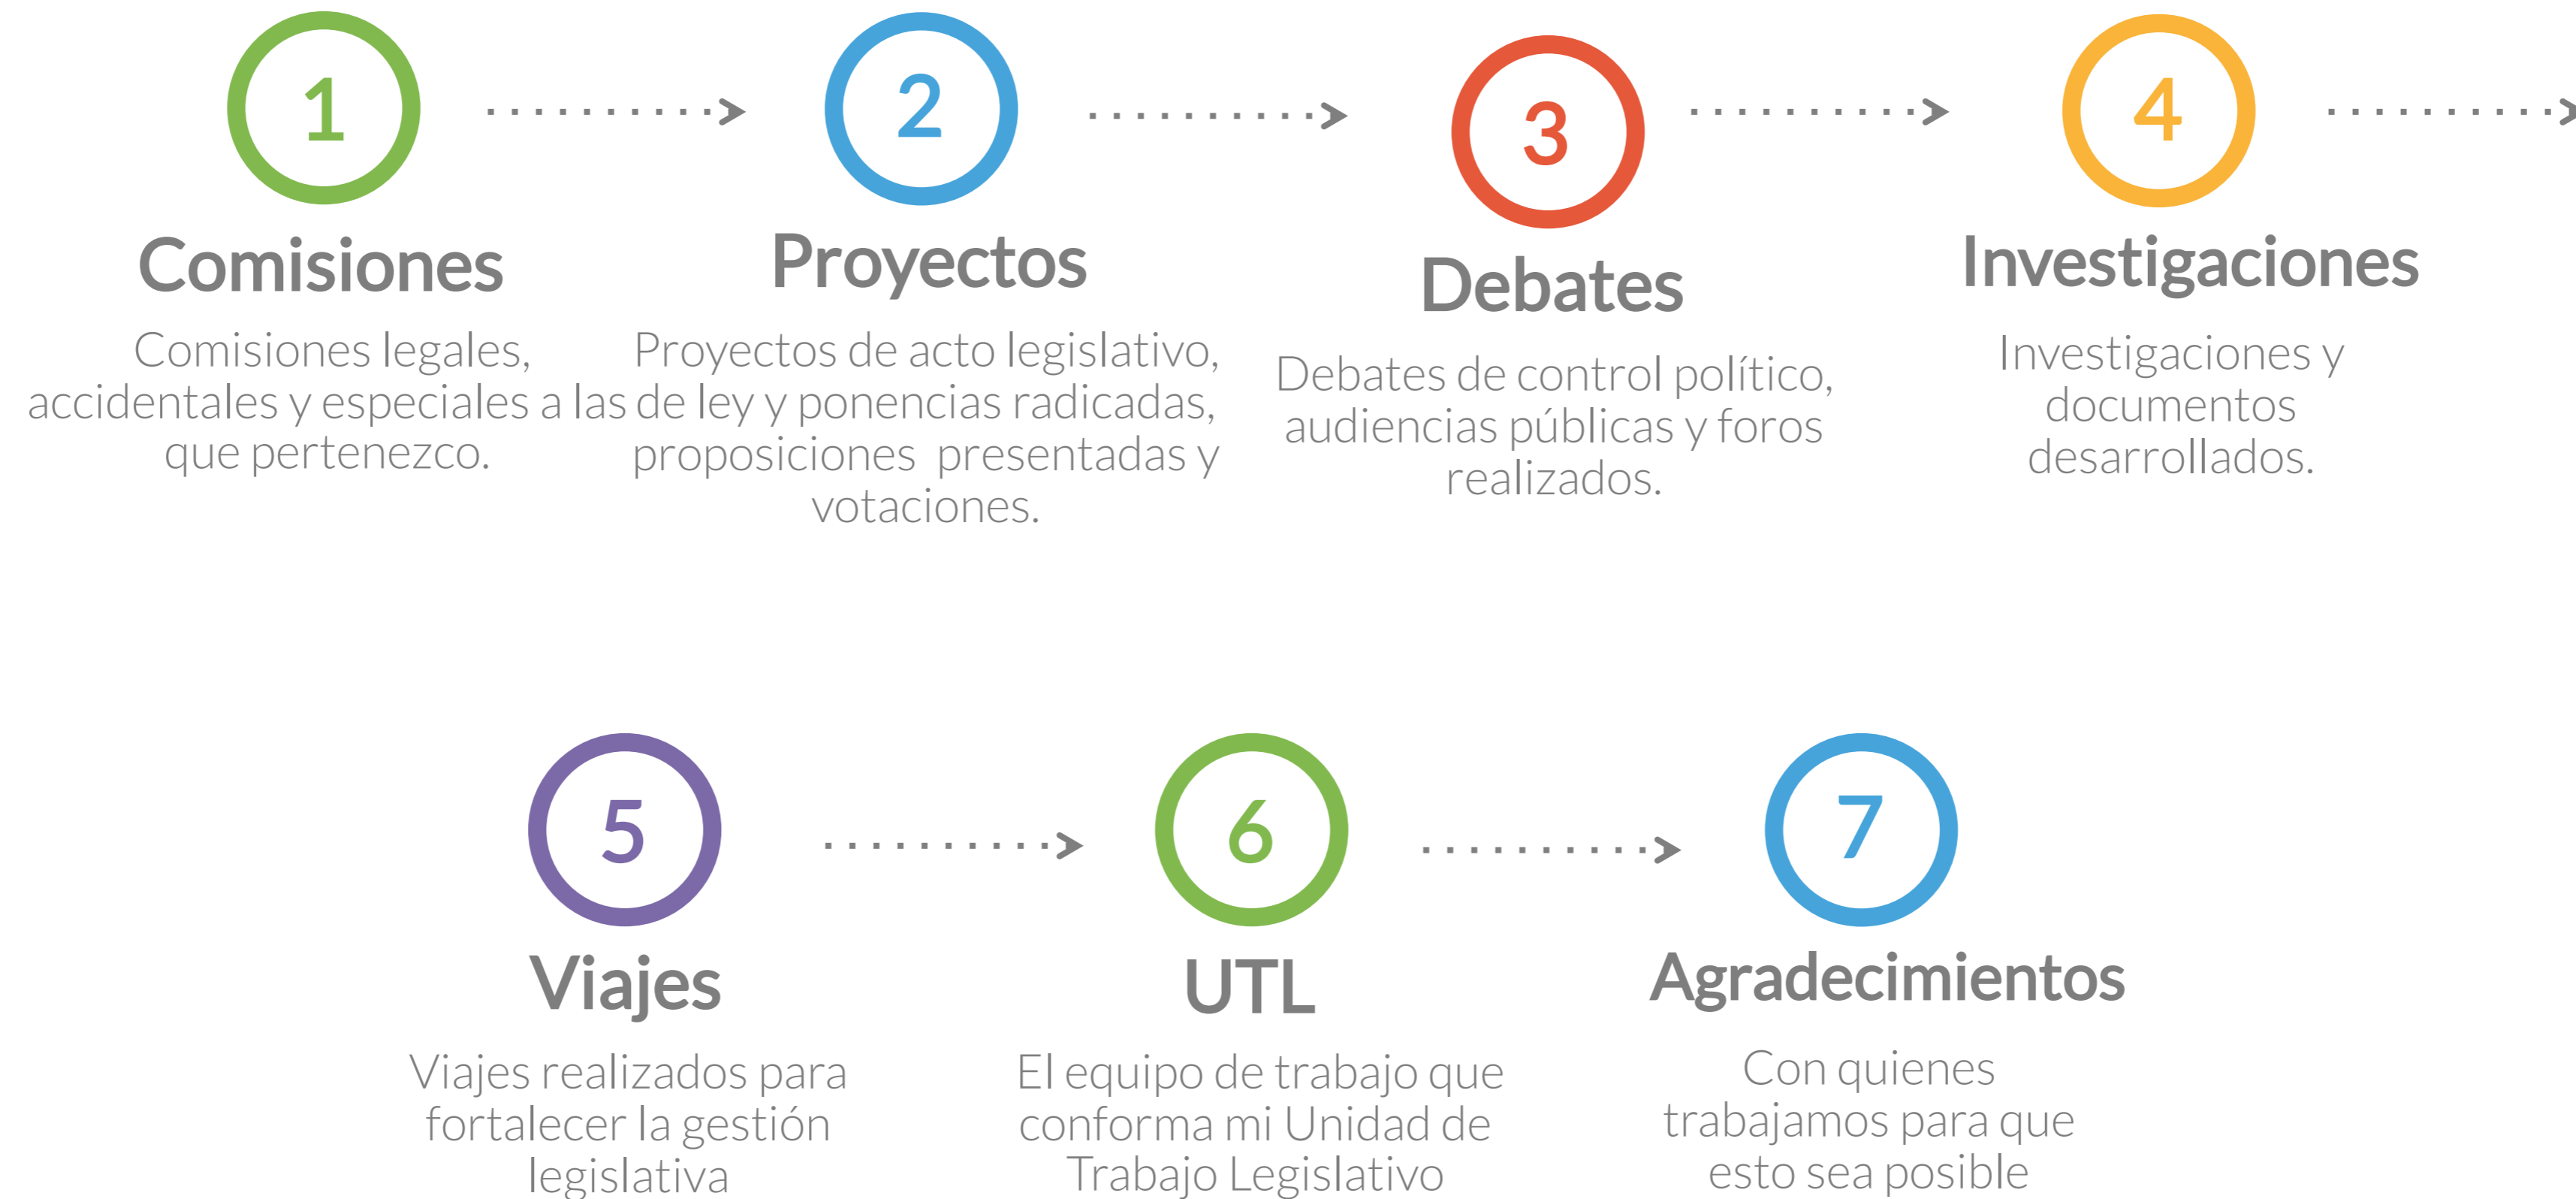 1
Comisiones
Comisiones legales,
accidentales y especiales a las
que pertenezco.
2
Proyectos
Proyectos de acto legislativo,
de ley y ponencias radicadas,
proposiciones  presentadas y
votaciones.
3
Debates
Debates de control político,
audiencias públicas y foros
realizados.
4
Investigaciones
Investigaciones y
documentos
desarrollados.
5
Viajes
Viajes realizados para
fortalecer la gestión
legislativa
6
UTL
El equipo de trabajo que
conforma mi Unidad de
Trabajo Legislativo
7
Agradecimientos
Con quienes
trabajamos para que
esto sea posible